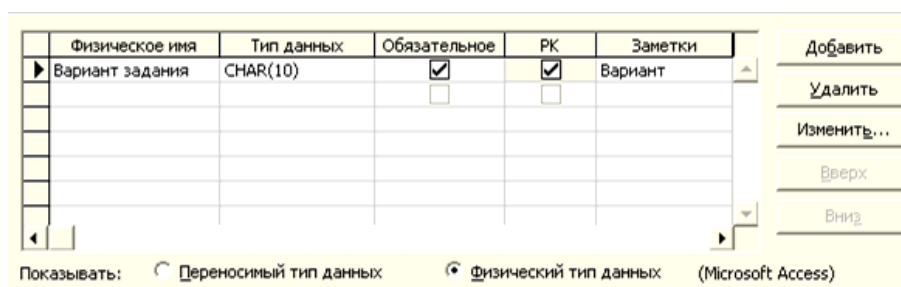 Физическое имя Тип данных Обязательное PK Заметки
Вариант задания CHAR(10) Вариант
Добавить
Удалить
Изменить...
Вверх
Вниз
Показывать: Переносимый тип данных Физический тип данных (Microsoft Access)